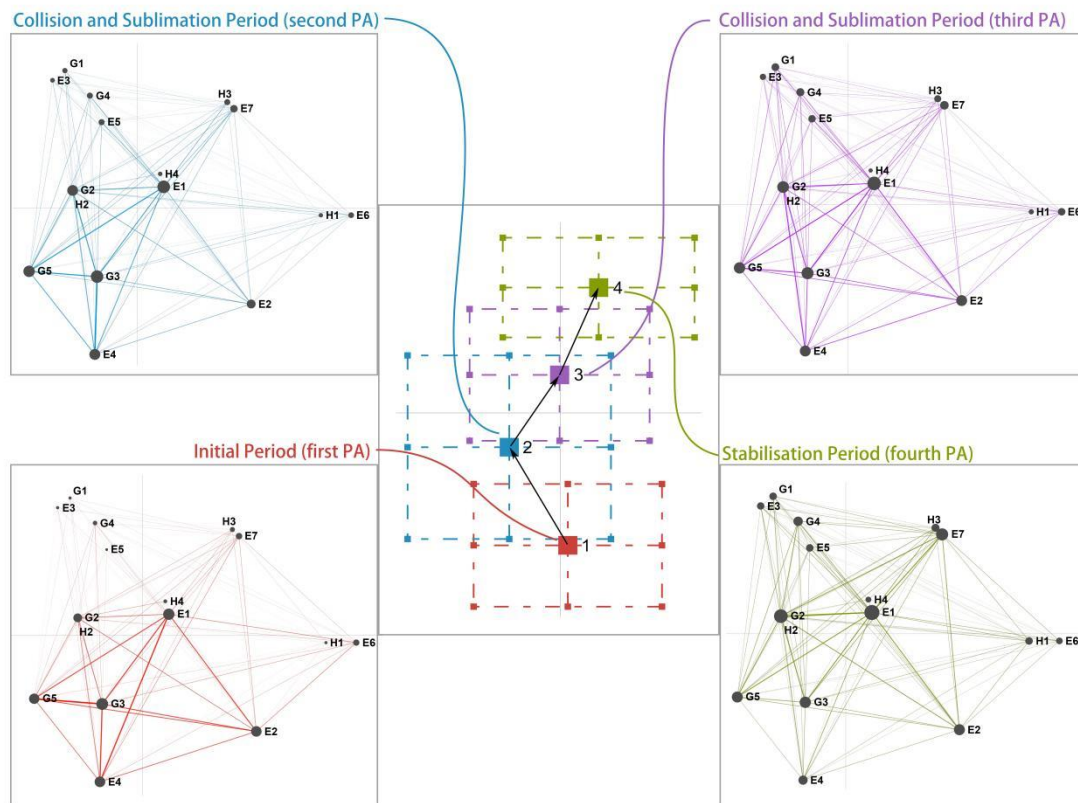 Collision and Sublimation Period (second PA)
Collision and Sublimation Period (third PA)
G1
E3
G4
E5
H3
E7
H4
G2
E1
H2
H1
E6
G5
G3
E2
E4
G1
E3
G4
E5
H3
E7
H4
G2
E1
H2
H1
E6
G5
G3
E2
E4
4
3
2
1
Initial Period (first PA)
Stabilisation Period (fourth PA)
G1
E3
G4
E5
H3
E7
H4
G2
E1
H2
H1
E6
G5
G3
E2
E4
G1
E3
G4
E5
H3
E7
H4
G2
E1
H2
H1
E6
G5
G3
E2
E4